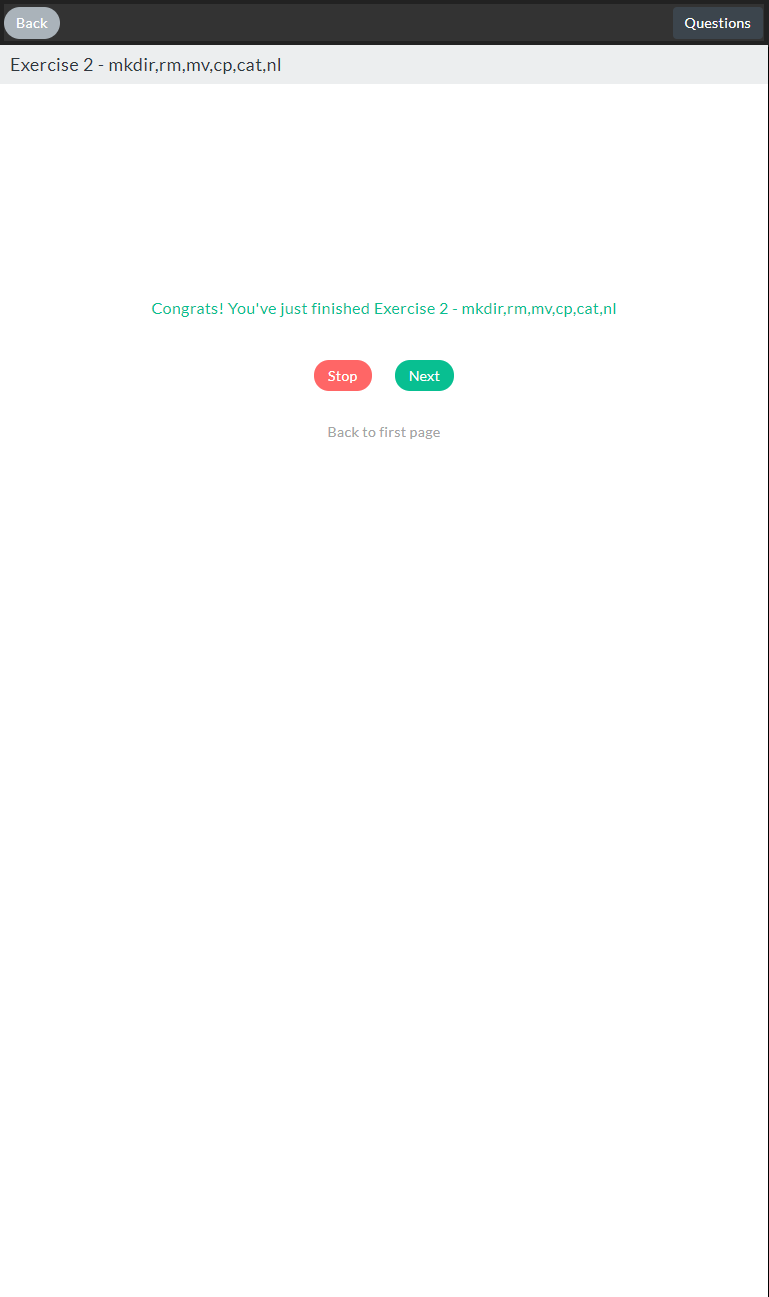 Back
Questions
Exercise 2 - mkdir,rm,mv,cp,cat,nl
Congrats! You've just finished Exercise 2 - mkdir,rm,mv,cp,cat,nl
Stop
Next
Back to first page